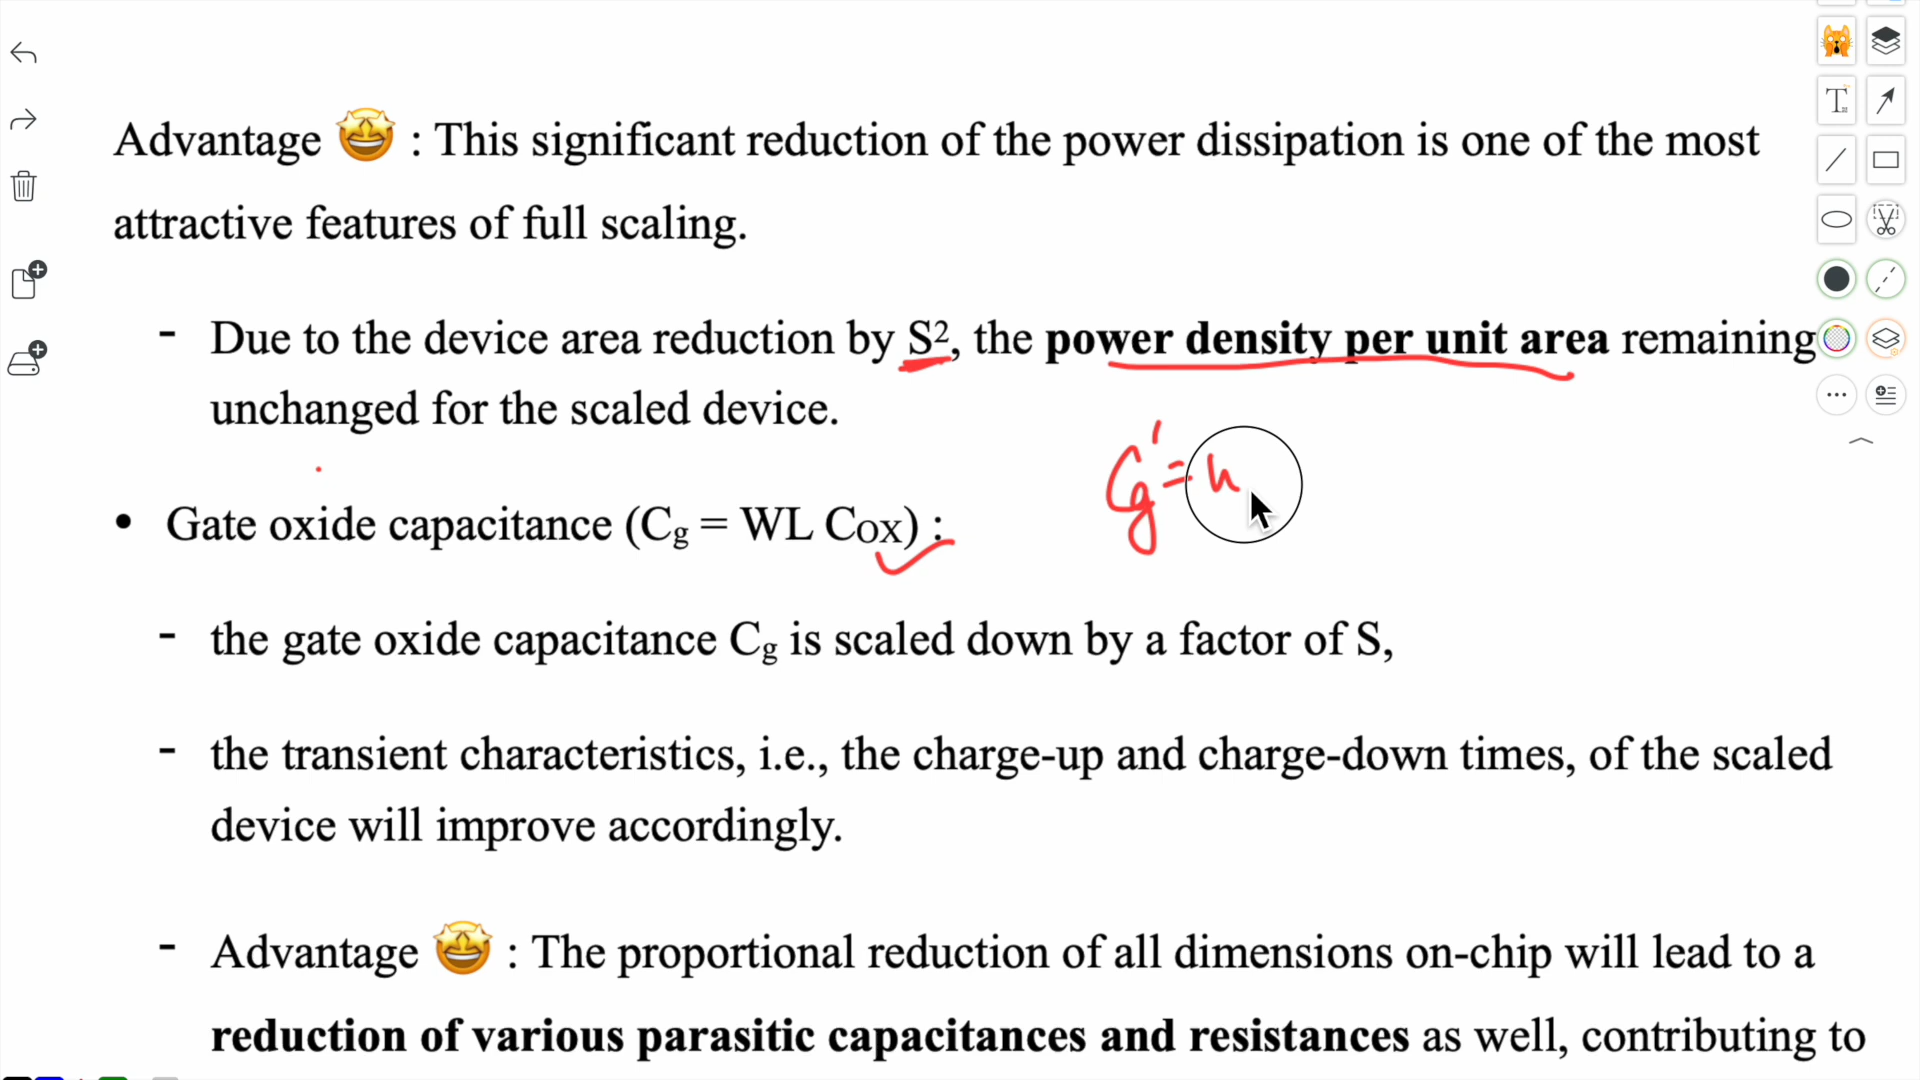 Advantage 🤩 : This significant reduction of the power dissipation is one of the most
attractive features of full scaling.
- Due to the device area reduction by S², the power density per unit area remaining
unchanged for the scaled device.
Cg' =
• Gate oxide capacitance (Cg = WL Cox) :
- the gate oxide capacitance Cg is scaled down by a factor of S,
- the transient characteristics, i.e., the charge-up and charge-down times, of the scaled
device will improve accordingly.
- Advantage 🤩 : The proportional reduction of all dimensions on-chip will lead to a
reduction of various parasitic capacitances and resistances as well, contributing to